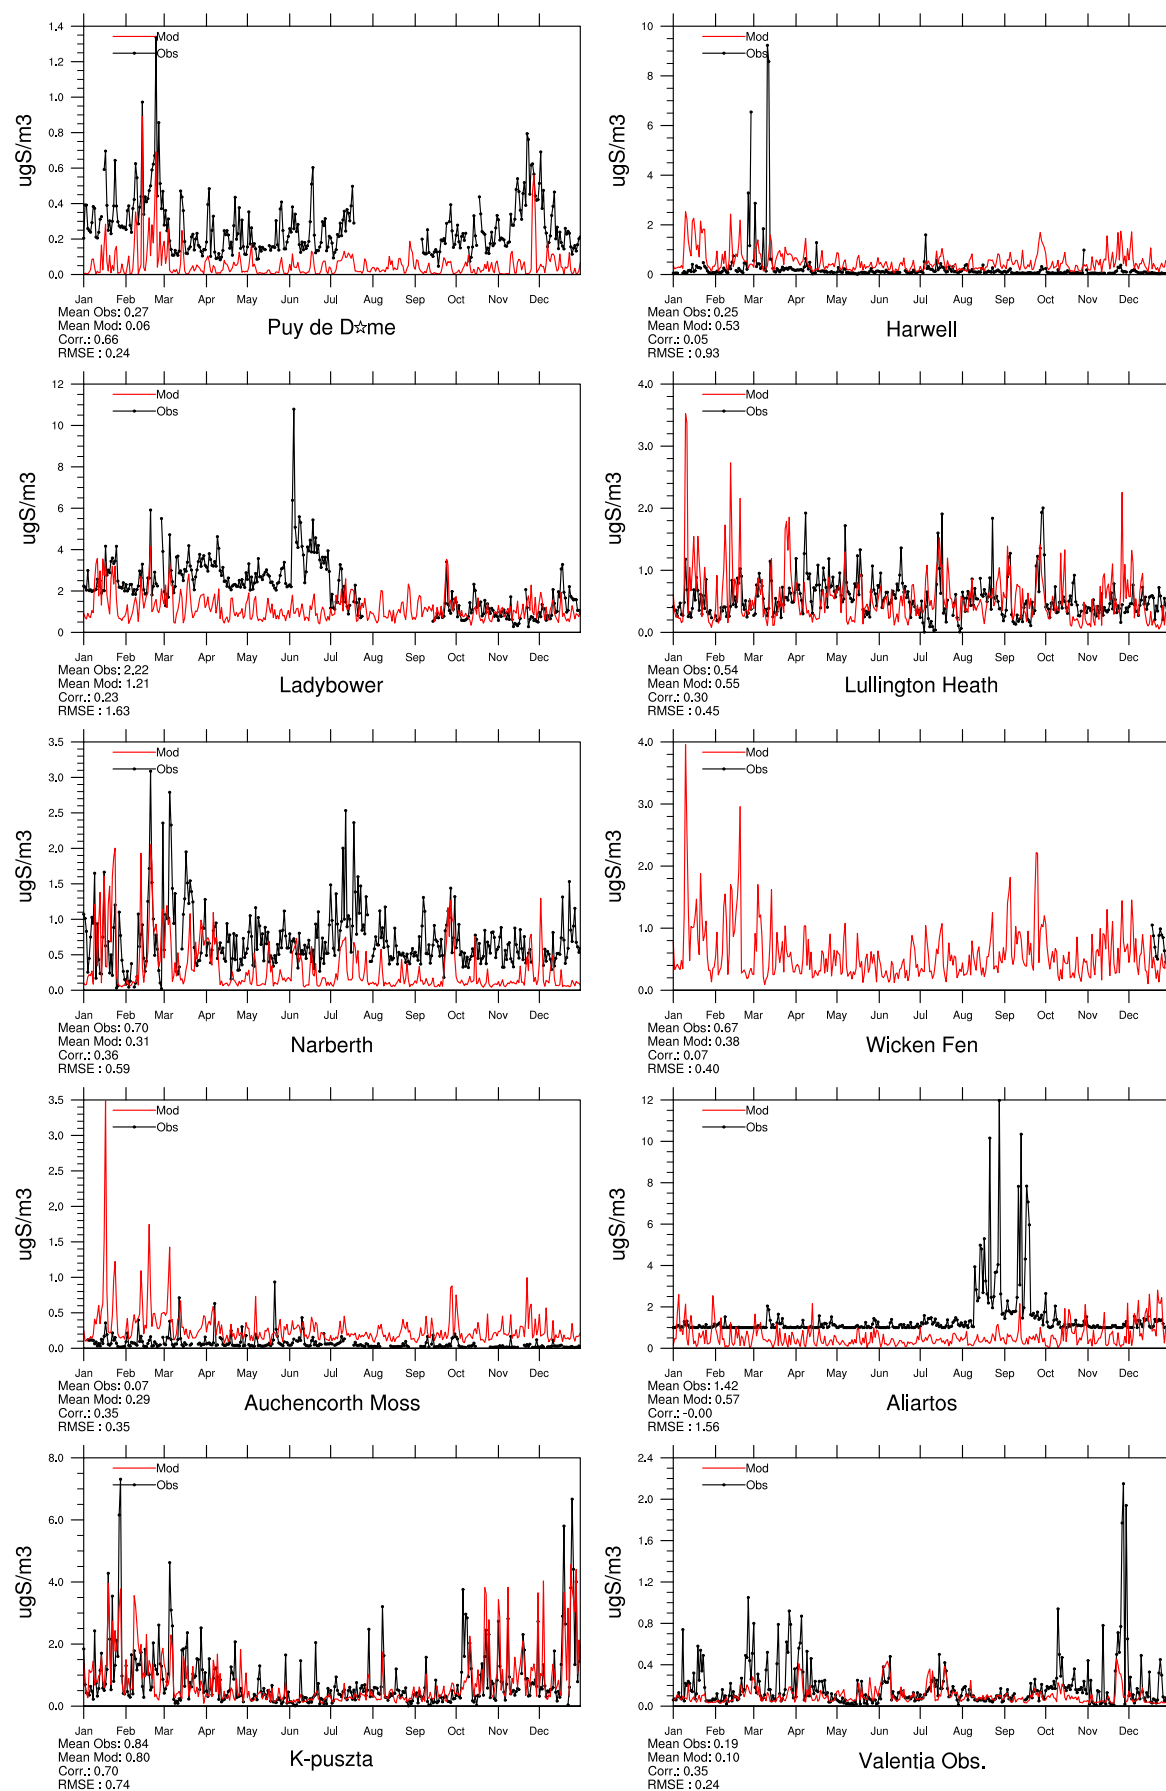 1.4
1.2
1.0
0.8
0.6
0.4
0.2
0.0
ugS/m3
Mod
Obs
Jan Feb Mar Apr May Jun Jul Aug Sep Oct Nov Dec
Mean Obs: 0.27
Mean Mod: 0.06
Corr.: 0.66
RMSE : 0.24
Puy de D☆me
10
8
6
4
2
0
ugS/m3
Mod
Obs
Jan Feb Mar Apr May Jun Jul Aug Sep Oct Nov Dec
Mean Obs: 0.25
Mean Mod: 0.53
Corr.: 0.05
RMSE : 0.93
Harwell
12
10
8
6
4
2
0
ugS/m3
Mod
Obs
Jan Feb Mar Apr May Jun Jul Aug Sep Oct Nov Dec
Mean Obs: 2.22
Mean Mod: 1.21
Corr.: 0.23
RMSE : 1.63
Ladybower
4.0
3.0
2.0
1.0
0.0
ugS/m3
Mod
Obs
Jan Feb Mar Apr May Jun Jul Aug Sep Oct Nov Dec
Mean Obs: 0.54
Mean Mod: 0.55
Corr.: 0.30
RMSE : 0.45
Lullington Heath
3.5
3.0
2.5
2.0
1.5
1.0
0.5
0.0
ugS/m3
Mod
Obs
Jan Feb Mar Apr May Jun Jul Aug Sep Oct Nov Dec
Mean Obs: 0.70
Mean Mod: 0.31
Corr.: 0.36
RMSE : 0.59
Narberth
4.0
3.0
2.0
1.0
0.0
ugS/m3
Mod
Obs
Jan Feb Mar Apr May Jun Jul Aug Sep Oct Nov Dec
Mean Obs: 0.67
Mean Mod: 0.38
Corr.: 0.07
RMSE : 0.40
Wicken Fen
3.5
3.0
2.5
2.0
1.5
1.0
0.5
0.0
ugS/m3
Mod
Obs
Jan Feb Mar Apr May Jun Jul Aug Sep Oct Nov Dec
Mean Obs: 0.07
Mean Mod: 0.29
Corr.: 0.35
RMSE : 0.35
Auchencorth Moss
12
10
8
6
4
2
0
ugS/m3
Mod
Obs
Jan Feb Mar Apr May Jun Jul Aug Sep Oct Nov Dec
Mean Obs: 1.42
Mean Mod: 0.57
Corr.: -0.00
RMSE : 1.56
Aliartos
8.0
6.0
4.0
2.0
0.0
ugS/m3
Mod
Obs
Jan Feb Mar Apr May Jun Jul Aug Sep Oct Nov Dec
Mean Obs: 0.84
Mean Mod: 0.80
Corr.: 0.70
RMSE : 0.74
K-puszta
2.4
2.0
1.6
1.2
0.8
0.4
0.0
ugS/m3
Mod
Obs
Jan Feb Mar Apr May Jun Jul Aug Sep Oct Nov Dec
Mean Obs: 0.19
Mean Mod: 0.10
Corr.: 0.35
RMSE : 0.24
Valentia Obs.